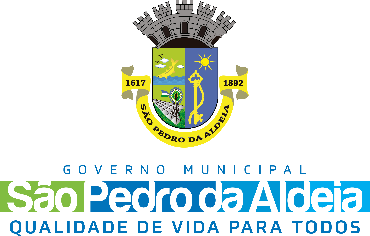 1617 1892
SÃO PEDRO DA ALDEIA
GOVERNO MUNICIPAL
São Pedro da Aldeia
QUALIDADE DE VIDA PARA TODOS